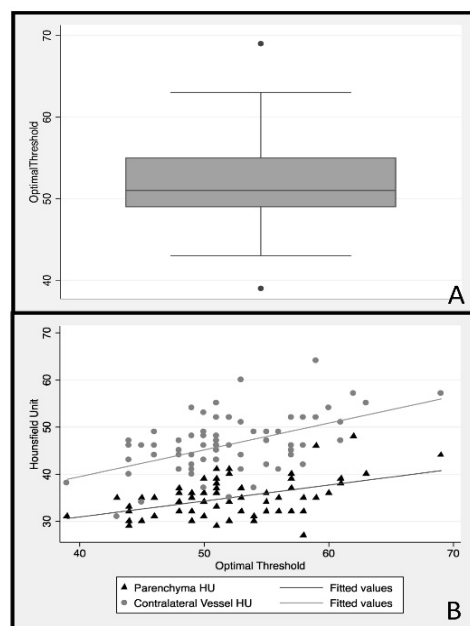 70
60
50
40
OptimalThreshold
A
70
60
50
40
30
Hounsfield Unit
40 50 60 70
Optimal Threshold
Parenchyma HU Fitted values
Contralateral Vessel HU Fitted values
B